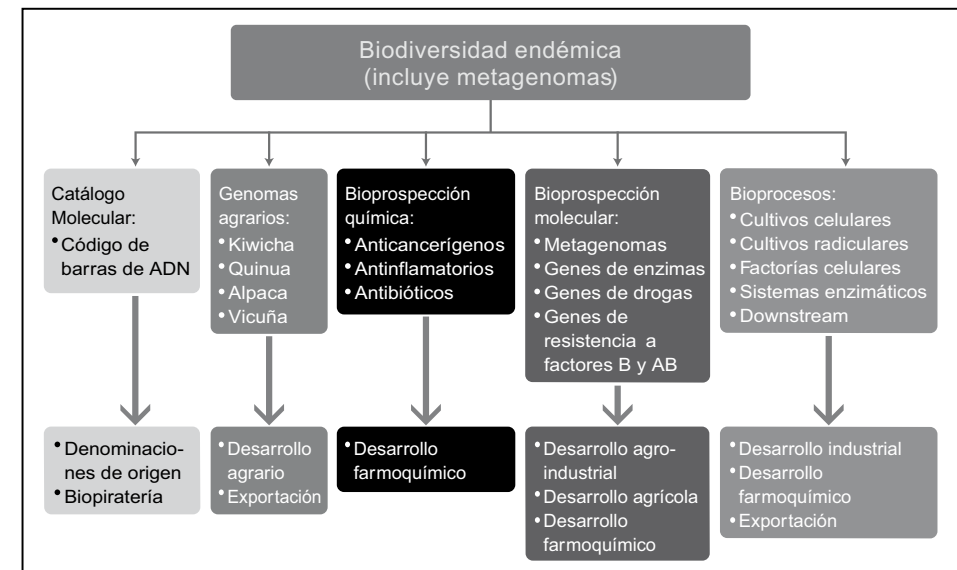 Biodiversidad endémica
(incluye metagenomas)
Catálogo
Molecular:
• Código de
barras de ADN
Genomas
agrarios:
• Kiwicha
• Quinua
• Alpaca
• Vicuña
Bioprospección
química:
• Anticancerígenos
• Antinflamatorios
• Antibióticos
Bioprospección
molecular:
• Metagenomas
• Genes de enzimas
• Genes de drogas
• Genes de
resistencia a
factores B y AB
Bioprocesos:
• Cultivos celulares
• Cultivos radiculares
• Factorías celulares
• Sistemas enzimáticos
• Downstream
• Denominacio-
nes de origen
• Biopiratería
• Desarrollo
agrario
• Exportación
• Desarrollo
farmoquímico
• Desarrollo agro-
industrial
• Desarrollo agrícola
• Desarrollo
farmoquímico
• Desarrollo industrial
• Desarrollo
farmoquímico
• Exportación